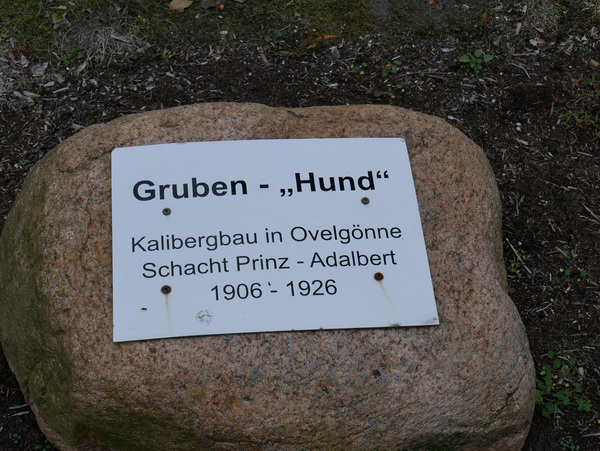 Gruben - „Hund“
Kalibergbau in Ovelgönne
Schacht Prinz - Adalbert
1906 - 1926